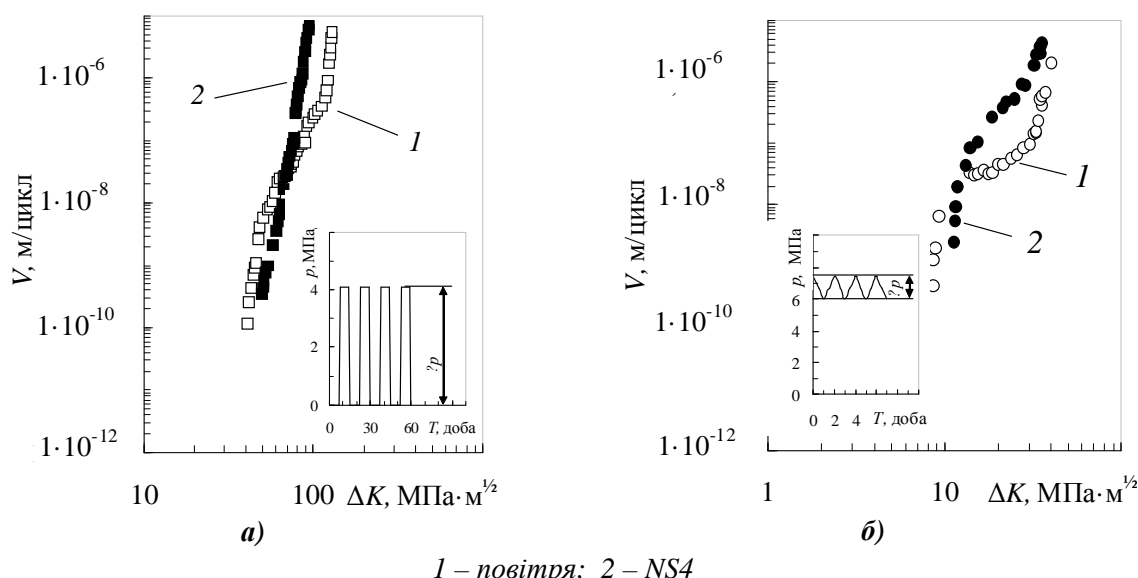 V, м/цикл
1·10⁻⁶
1·10⁻⁸
1·10⁻¹⁰
1·10⁻¹²
2
1
p, МПа
6
4
2
0
?p
0 30 60 T, доба
10 100 ΔK, МПа·м^½
а)
V, м/цикл
1·10⁻⁶
1·10⁻⁸
1·10⁻¹⁰
1·10⁻¹²
1
2
p, МПа
8
6
4
2
0
?p
0 2 4 T, доба
1 10 ΔK, МПа·м^½
б)
1 – повітря; 2 – NS4